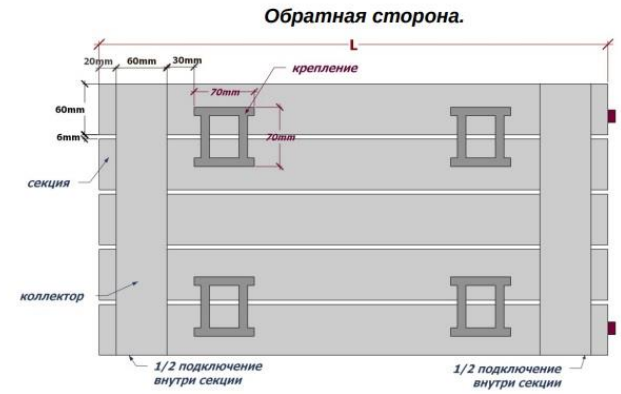 Обратная сторона.
L
20mm 60mm 30mm
крепление
70mm
60mm
70mm
6mm
секция
коллектор
1/2 подключение
внутри секции
1/2 подключение
внутри секции